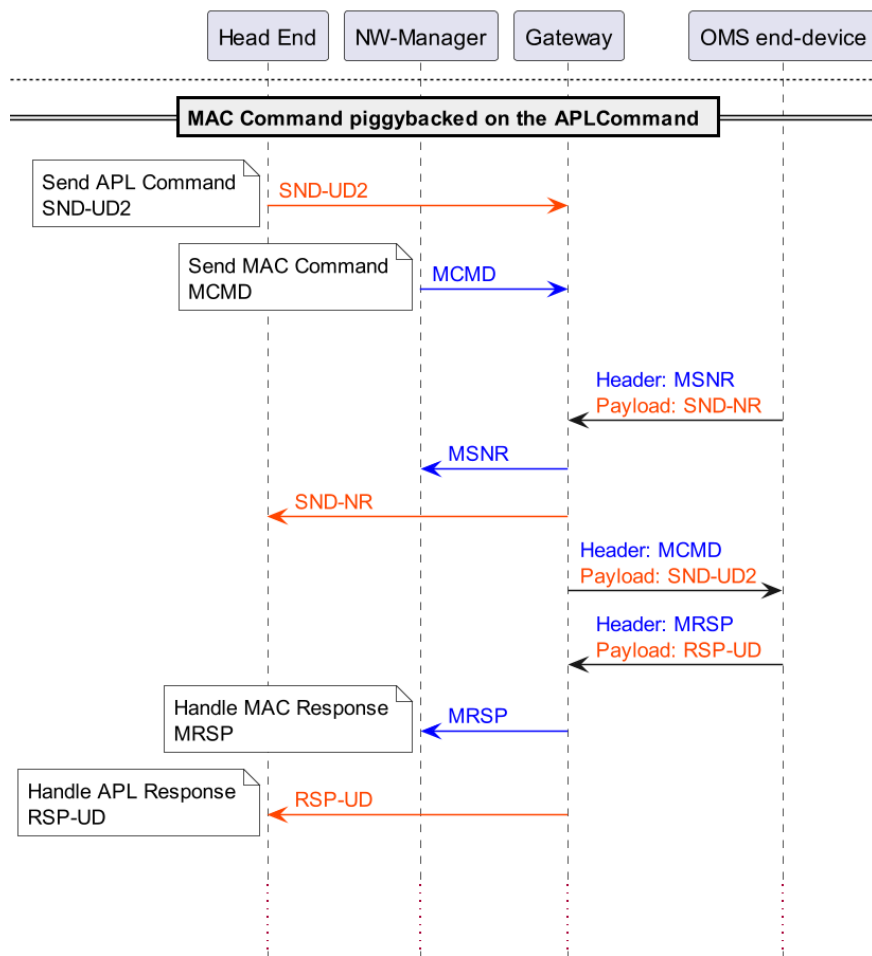 Head End
NW-Manager
Gateway
OMS end-device
MAC Command piggybacked on the APLCommand
Send APL Command
SND-UD2
SND-UD2
Send MAC Command
MCMD
MCMD
Header: MSNR
Payload: SND-NR
MSNR
SND-NR
Header: MCMD
Payload: SND-UD2
Header: MRSP
Payload: RSP-UD
Handle MAC Response
MRSP
MRSP
Handle APL Response
RSP-UD
RSP-UD